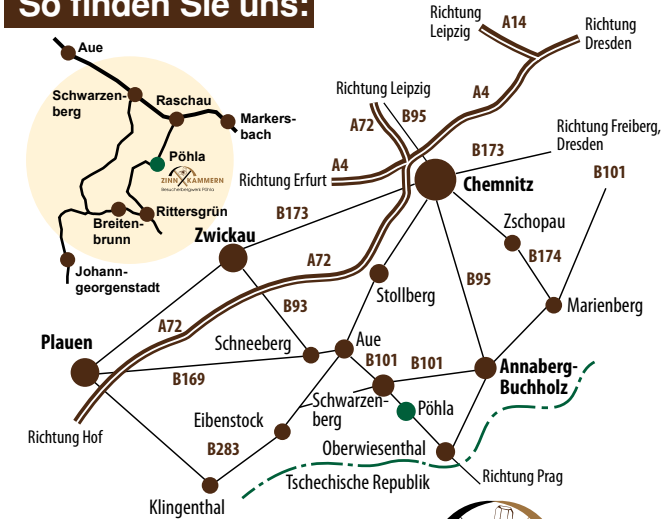 So finden Sie uns:
Aue
Schwarzen-
berg
Raschau
Markers-
bach
Pöhla
ZINNKAMMERN
Besucherbergwerk Pöhla
Rittersgrün
Breiten-
brunn
Johann-
georgenstadt
Richtung
Leipzig
A14
Richtung
Dresden
Richtung Leipzig
A4
A72
B95
Richtung Freiberg,
Dresden
B173
A4
Richtung Erfurt
B101
Chemnitz
B173
Zschopau
Zwickau
B174
A72
B95
Stollberg
B93
Marienberg
A72
Plauen
Schneeberg
Aue
B101
B101
Annaberg-
Buchholz
B169
Schwarzen-
berg
Pöhla
Eibenstock
Richtung Hof
B283
Oberwiesenthal
Tschechische Republik
Richtung Prag
Klingenthal